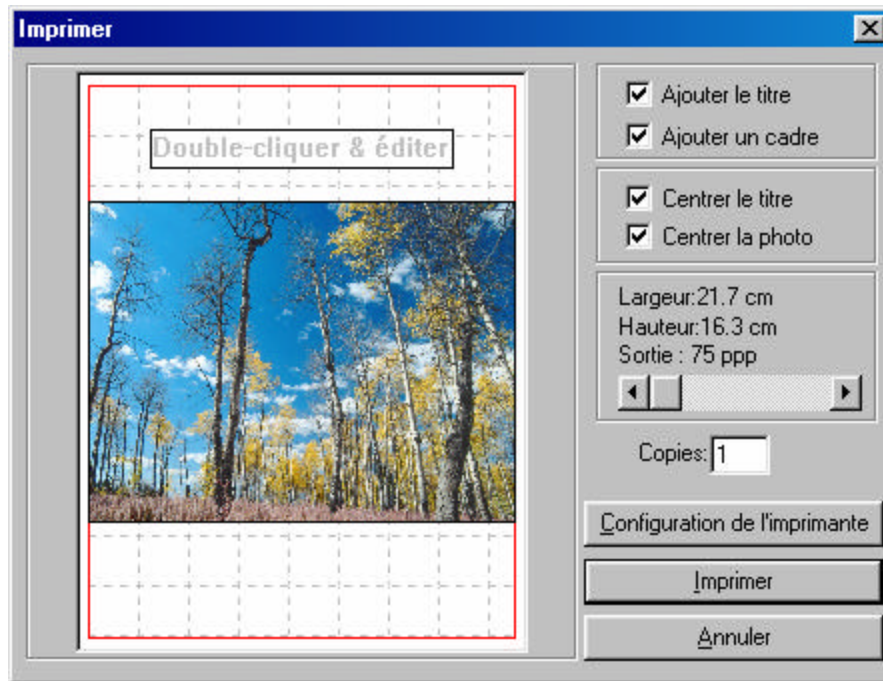 Imprimer
Double-cliquer & éditer
Ajouter le titre
Ajouter un cadre
Centrer le titre
Centrer la photo
Largeur:21.7 cm
Hauteur:16.3 cm
Sortie : 75 ppp
Copies: 1
Configuration de l'imprimante
Imprimer
Annuler